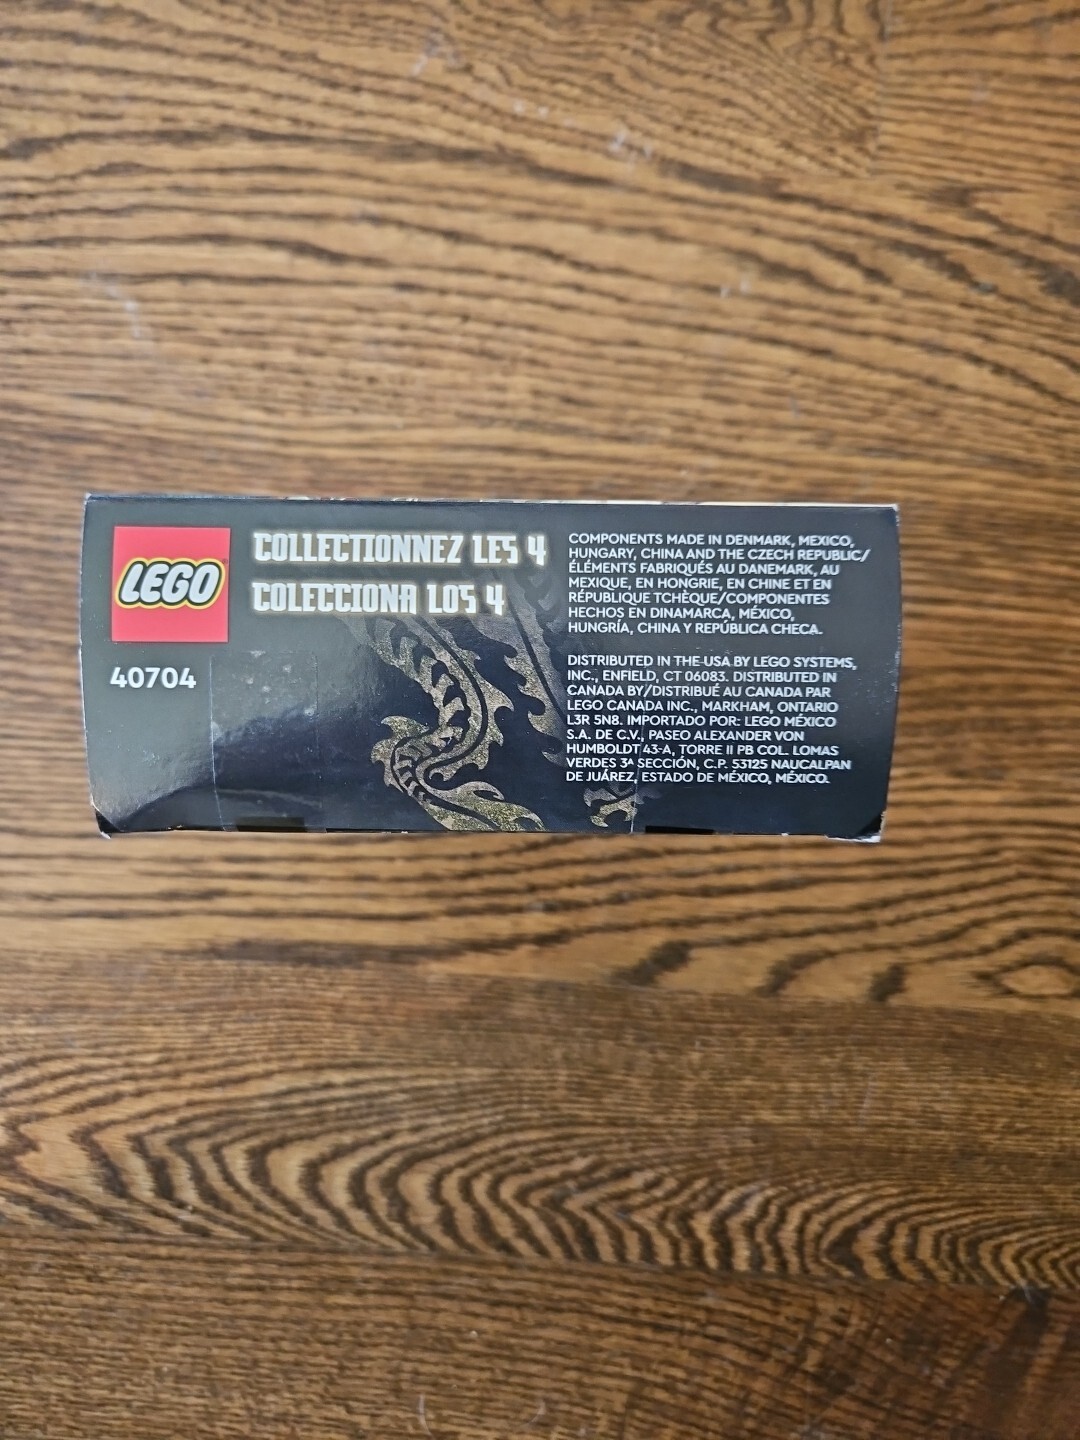 LEGO
40704
COLLECTIONNEZ LES 4
COLECCIONA LOS 4
COMPONENTS MADE IN DENMARK, MEXICO,
HUNGARY, CHINA AND THE CZECH REPUBLIC/
ÉLÉMENTS FABRIQUÉS AU DANEMARK, AU
MEXIQUE, EN HONGRIE, EN CHINE ET EN
RÉPUBLIQUE TCHÈQUE/COMPONENTES
HECHOS EN DINAMARCA, MÉXICO,
HUNGRÍA, CHINA Y REPÚBLICA CHECA.
DISTRIBUTED IN THE USA BY LEGO SYSTEMS,
INC., ENFIELD, CT 06083. DISTRIBUTED IN
CANADA BY/DISTRIBUÉ AU CANADA PAR
LEGO CANADA INC., MARKHAM, ONTARIO
L3R 5N8. IMPORTADO POR: LEGO MÉXICO
S.A. DE C.V., PASEO ALEXANDER VON
HUMBOLDT 43-A, TORRE II PB COL. LOMAS
VERDES 3ᴬ SECCIÓN, C.P. 53125 NAUCALPAN
DE JUÁREZ, ESTADO DE MÉXICO, MÉXICO.